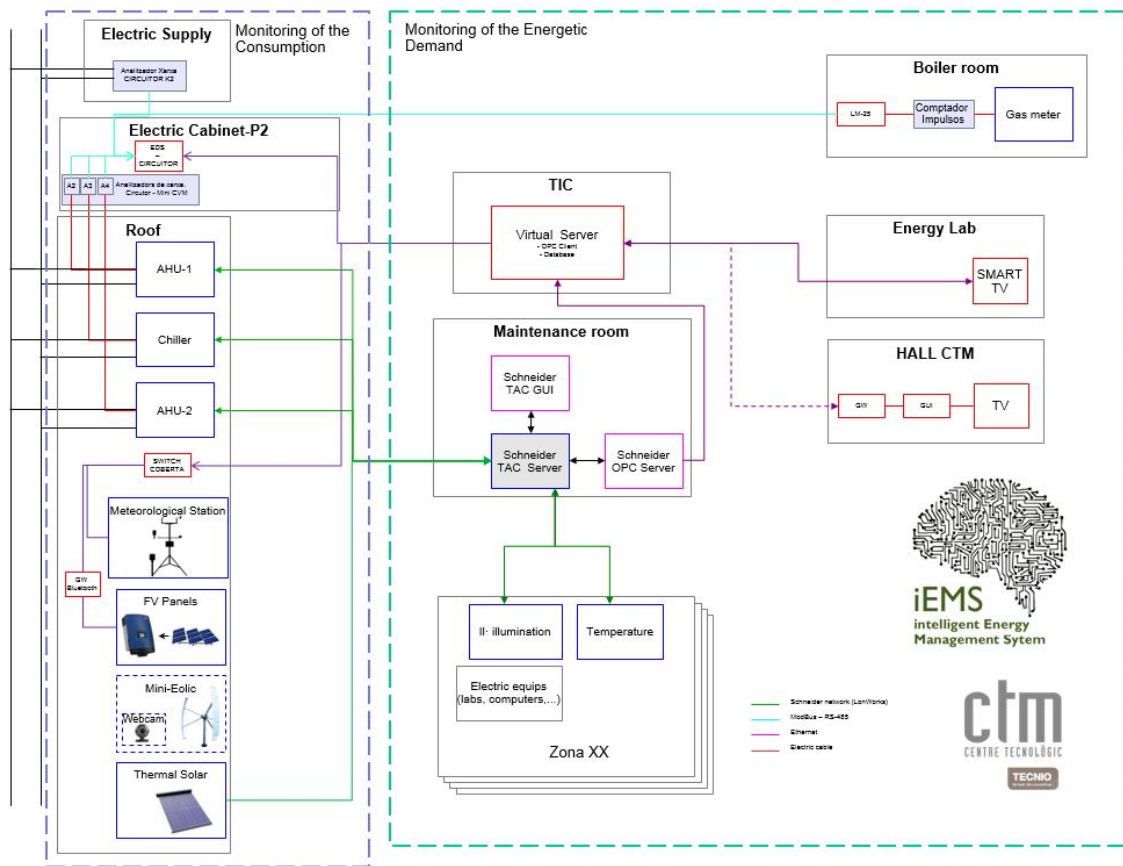 Electric Supply
Monitoring of the
Consumption
Analitzador Xarxa
CIRCUITOR K2
Electric Cabinet-P2
EDS
–
CIRCUITOR
A2
A3
A4
Analitzadors de xarxa.
Circutor - Mini CVM
Roof
AHU-1
Chiller
AHU-2
SWITCH
COBERTA
Meteorological Station
GW
Bluetooth
FV Panels
Mini-Eolic
Webcam
Thermal Solar
Monitoring of the Energetic
Demand
Boiler room
LM-25
Comptador
Impulsos
Gas meter
TIC
Virtual Server
- OPC Client
- Database
Energy Lab
SMART
TV
Maintenance room
Schneider
TAC GUI
Schneider
TAC Server
Schneider
OPC Server
HALL CTM
GW
GUI
TV
II· illumination
Temperature
Electric equips
(labs, computers,...)
Zona XX
iEMS
intelligent Energy
Management Sytem
Schneider network (LonWorks)
ModBus – RS-485
Ethernet
Electric cable
ctm
CENTRE TECNOLÒGIC
TECNIO